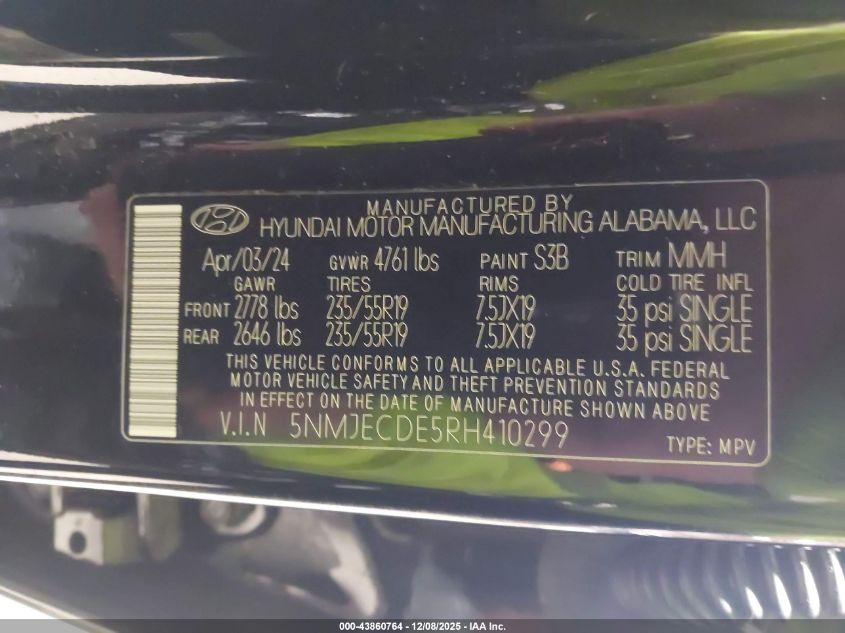 MANUFACTURED BY
HYUNDAI MOTOR MANUFACTURING ALABAMA, LLC
Apr/03/24 GVWR 4761 lbs PAINT S3B TRIM MMH
GAWR TIRES RIMS COLD TIRE INFL
FRONT 2778 lbs 235/55R19 7.5JX19 35 psi SINGLE
REAR 2646 lbs 235/55R19 7.5JX19 35 psi SINGLE
THIS VEHICLE CONFORMS TO ALL APPLICABLE U.S.A. FEDERAL
MOTOR VEHICLE SAFETY AND THEFT PREVENTION STANDARDS
IN EFFECT ON THE DATE OF MANUFACTURE SHOWN ABOVE
V.I.N 5NMJECDE5RH410299 TYPE: MPV
000-43860764 - 12/08/2025 - IAA Inc.